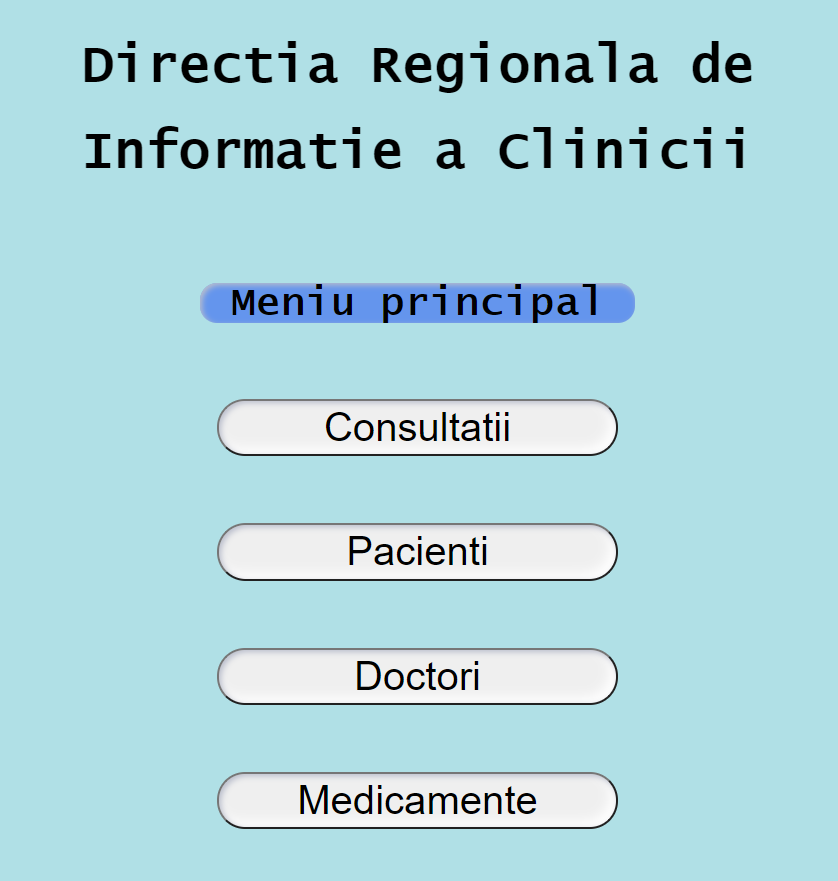 Directia Regionala de
Informatie a Clinicii
Meniu principal
Consultatii
Pacienti
Doctori
Medicamente